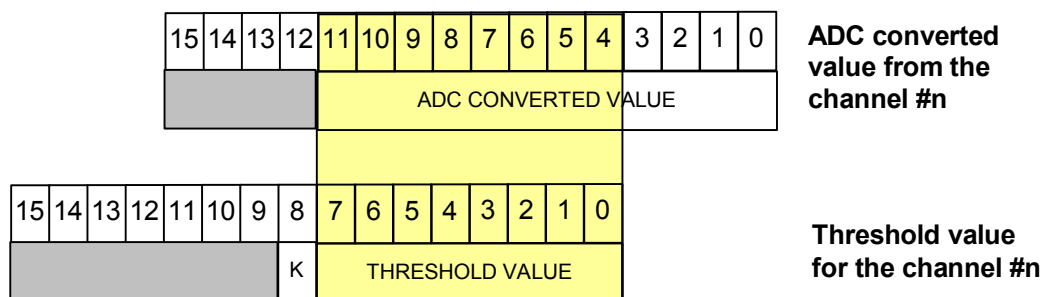 15 14 13 12 11 10 9 8 7 6 5 4 3 2 1 0
ADC converted
value from the
channel #n
ADC CONVERTED VALUE
15 14 13 12 11 10 9 8 7 6 5 4 3 2 1 0
K
THRESHOLD VALUE
Threshold value
for the channel #n